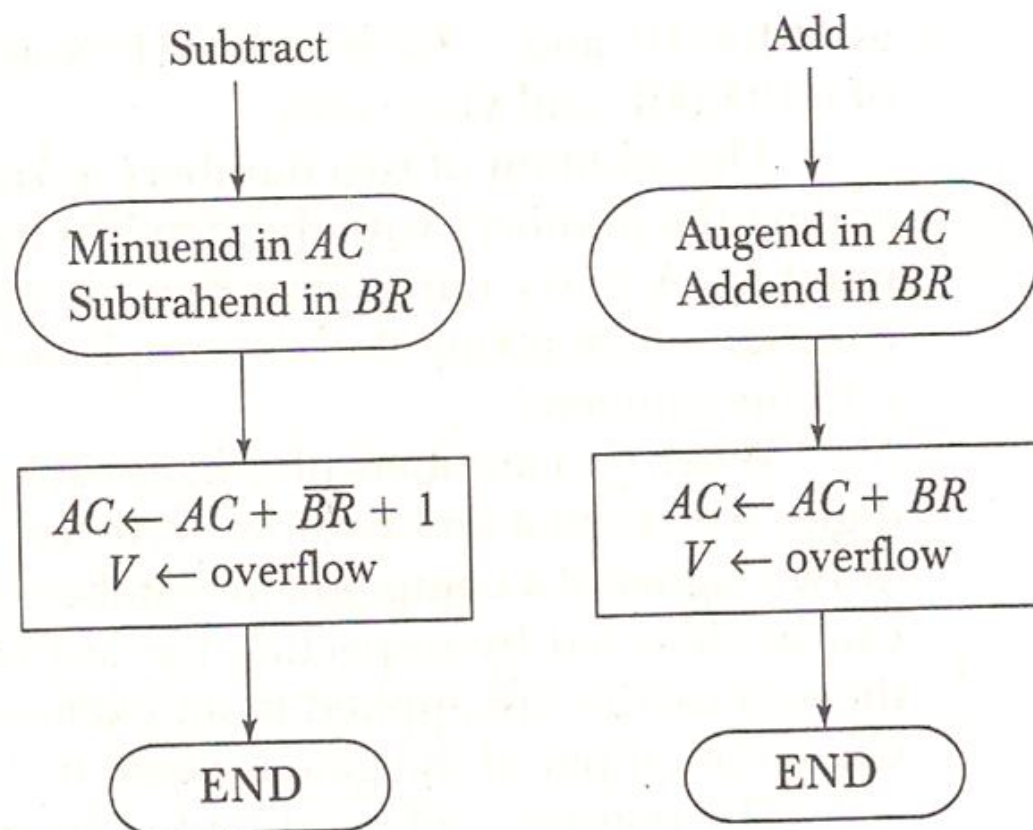 Subtract
Minuend in AC
Subtrahend in BR
AC ← AC + B̅R̅ + 1
V ← overflow
END
Add
Augend in AC
Addend in BR
AC ← AC + BR
V ← overflow
END